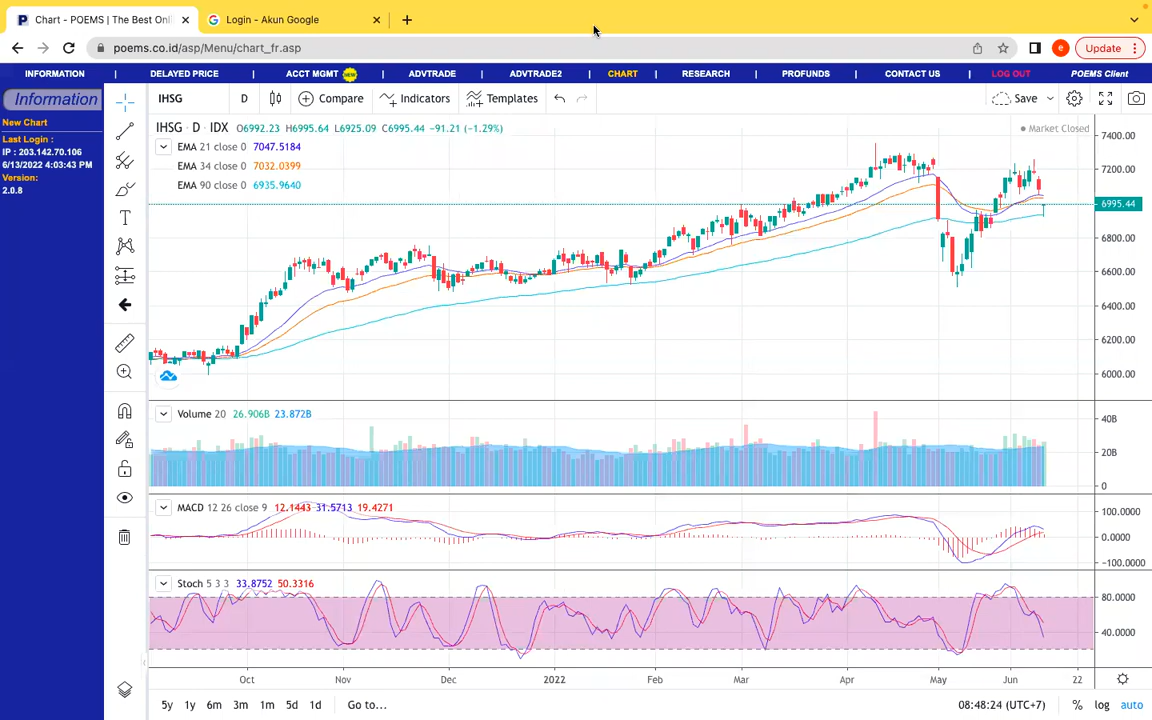 Chart - POEMS | The Best Onl
Login - Akun Google
poems.co.id/asp/Menu/chart_fr.asp
e
Update
INFORMATION | DELAYED PRICE | ACCT MGMT NEW | ADVTRADE | ADVTRADE2 | CHART | RESEARCH | PROFUNDS | CONTACT US | LOG OUT POEMS Client
Information
New Chart
Last Login :
IP : 203.142.70.106
6/13/2022 4:03:43 PM
Version:
2.0.8
IHSG D Compare Indicators Templates Save
IHSG · D · IDX O6992.23 H6995.64 L6925.09 C6995.44 −91.21 (−1.29%)
Market Closed
EMA 21 close 0 7047.5184
EMA 34 close 0 7032.0399
EMA 90 close 0 6935.9640
7400.00
7200.00
6995.44
6800.00
6600.00
6400.00
6200.00
6000.00
Volume 20 26.906B 23.872B
40B
20B
0
MACD 12 26 close 9 12.1443 31.5713 19.4271
100.0000
0.0000
−100.0000
Stoch 5 3 3 33.8752 50.3316
80.0000
40.0000
Oct Nov Dec 2022 Feb Mar Apr May Jun 22
5y 1y 6m 3m 1m 5d 1d Go to... 08:48:24 (UTC+7) % log auto